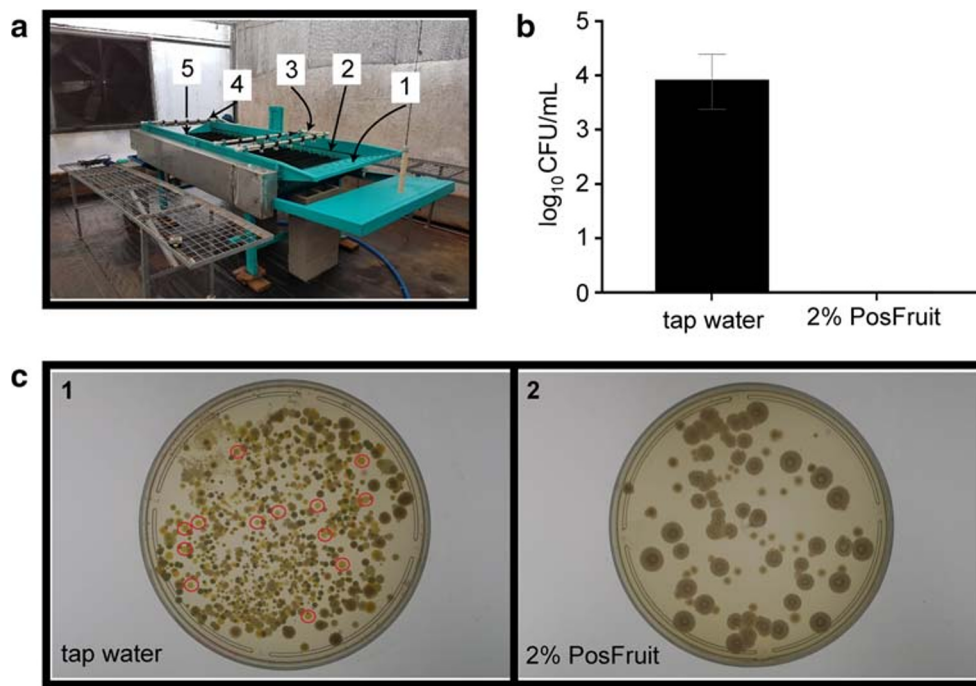 a
5 4 3 2 1
b
log₁₀CFU/mL
5
4
3
2
1
0
tap water 2% PosFruit
c
1
tap water
2
2% PosFruit